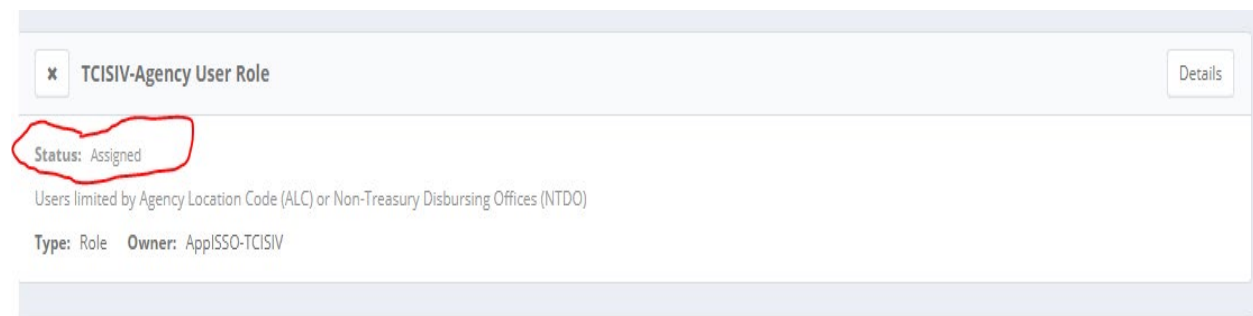 ✖ TCISIV-Agency User Role Details
Status: Assigned
Users limited by Agency Location Code (ALC) or Non-Treasury Disbursing Offices (NTDO)
Type: Role Owner: AppISSO-TCISIV